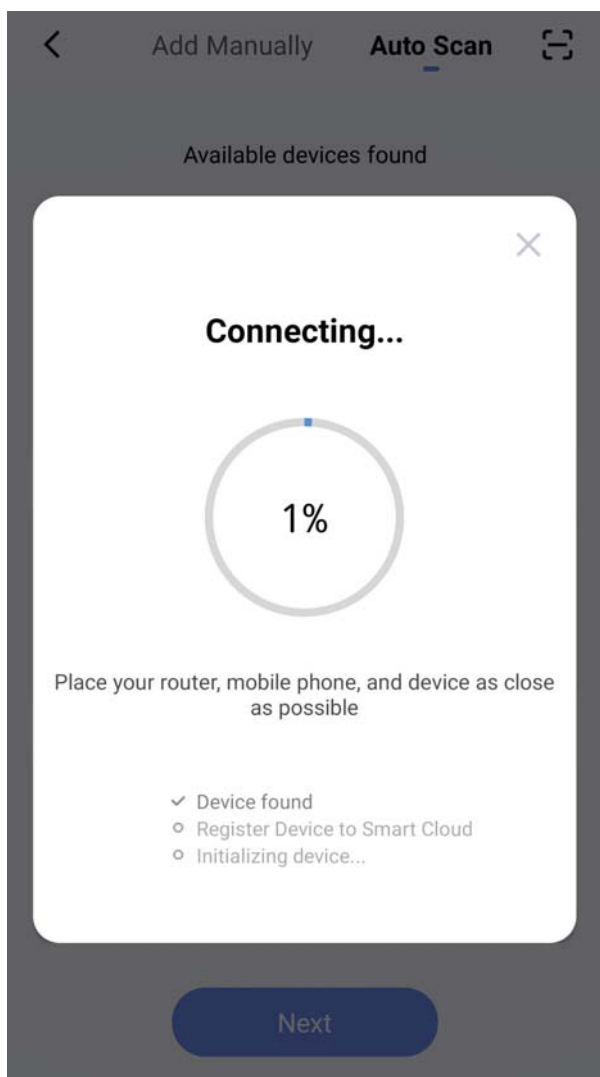 Add Manually Auto Scan
Available devices found
Connecting...
1%
Place your router, mobile phone, and device as close
as possible
Device found
Register Device to Smart Cloud
Initializing device...
Next